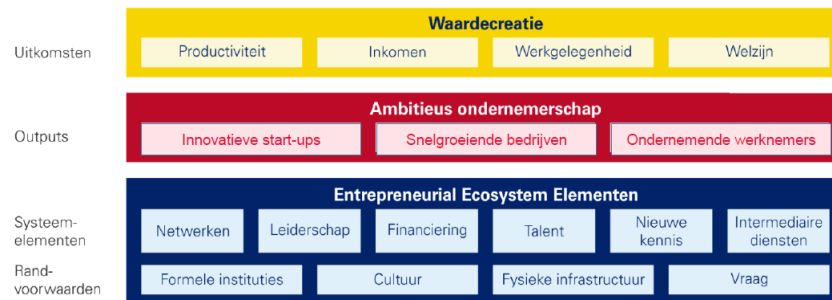 Waardecreatie
Uitkomsten
Productiviteit
Inkomen
Werkgelegenheid
Welzijn
Ambitieus ondernemerschap
Outputs
Innovatieve start-ups
Snelgroeiende bedrijven
Ondernemende werknemers
Entrepreneurial Ecosystem Elementen
Systeem-
elementen
Netwerken
Leiderschap
Financiering
Talent
Nieuwe
kennis
Intermediaire
diensten
Rand-
voorwaarden
Formele instituties
Cultuur
Fysieke infrastructuur
Vraag